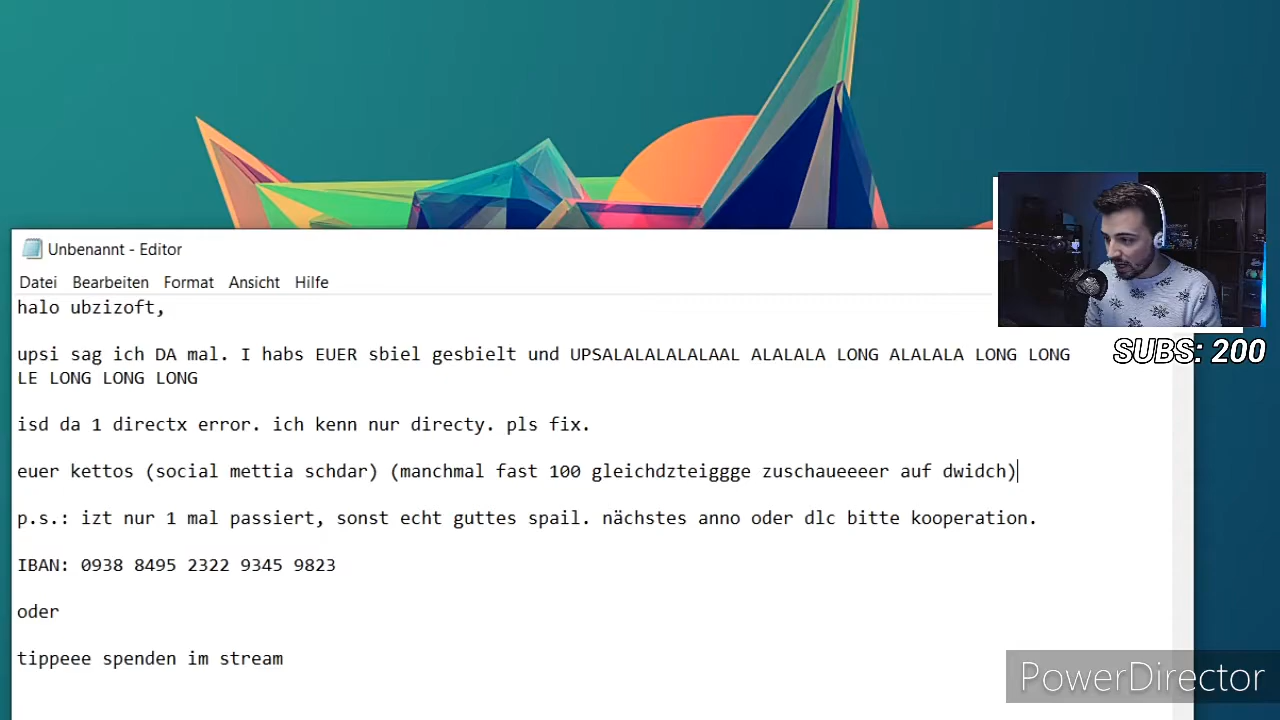 Unbenannt - Editor
Datei Bearbeiten Format Ansicht Hilfe
halo ubzizoft,
upsi sag ich DA mal. I habs EUER sbiel gesbielt und UPSALALALALALAAL ALALALA LONG ALALALA LONG LONG
LE LONG LONG LONG
isd da 1 directx error. ich kenn nur directy. pls fix.
euer kettos (social mettia schdar) (manchmal fast 100 gleichdzteiggge zuschaueeeer auf dwidch)
p.s.: izt nur 1 mal passiert, sonst echt guttes spail. nächstes anno oder dlc bitte kooperation.
IBAN: 0938 8495 2322 9345 9823
oder
tippeee spenden im stream
SUBS: 200
PowerDirector